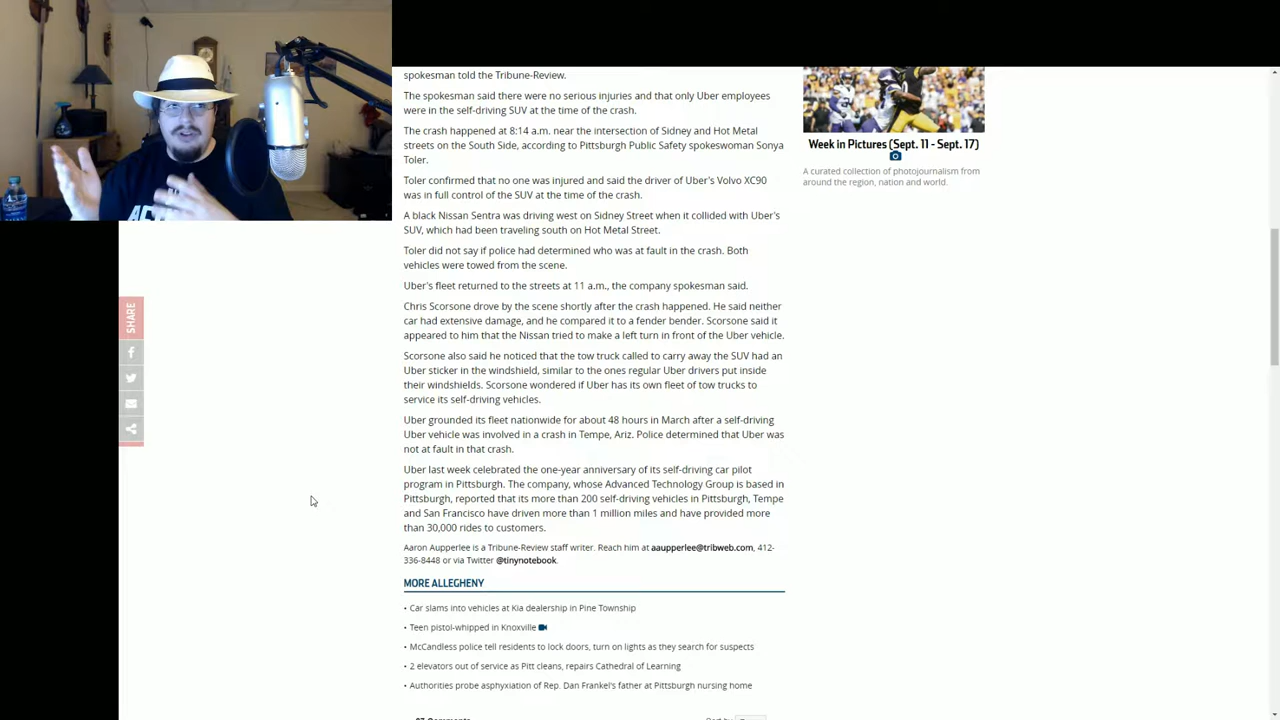 spokesman told the Tribune-Review.
The spokesman said there were no serious injuries and that only Uber employees
were in the self-driving SUV at the time of the crash.
The crash happened at 8:14 a.m. near the intersection of Sidney and Hot Metal
streets on the South Side, according to Pittsburgh Public Safety spokeswoman Sonya
Toler.
Toler confirmed that no one was injured and said the driver of Uber's Volvo XC90
was in full control of the SUV at the time of the crash.
A black Nissan Sentra was driving west on Sidney Street when it collided with Uber's
SUV, which had been traveling south on Hot Metal Street.
Toler did not say if police had determined who was at fault in the crash. Both
vehicles were towed from the scene.
Uber's fleet returned to the streets at 11 a.m., the company spokesman said.
Chris Scorsone drove by the scene shortly after the crash happened. He said neither
car had extensive damage, and he compared it to a fender bender. Scorsone said it
appeared to him that the Nissan tried to make a left turn in front of the Uber vehicle.
Scorsone also said he noticed that the tow truck called to carry away the SUV had an
Uber sticker in the windshield, similar to the ones regular Uber drivers put inside
their windshields. Scorsone wondered if Uber has its own fleet of tow trucks to
service its self-driving vehicles.
Uber grounded its fleet nationwide for about 48 hours in March after a self-driving
Uber vehicle was involved in a crash in Tempe, Ariz. Police determined that Uber was
not at fault in that crash.
Uber last week celebrated the one-year anniversary of its self-driving car pilot
program in Pittsburgh. The company, whose Advanced Technology Group is based in
Pittsburgh, reported that its more than 200 self-driving vehicles in Pittsburgh, Tempe
and San Francisco have driven more than 1 million miles and have provided more
than 30,000 rides to customers.
Aaron Aupperlee is a Tribune-Review staff writer. Reach him at aaupperlee@tribweb.com, 412-
336-8448 or via Twitter @tinynotebook.
MORE ALLEGHENY
• Car slams into vehicles at Kia dealership in Pine Township
• Teen pistol-whipped in Knoxville
• McCandless police tell residents to lock doors, turn on lights as they search for suspects
• 2 elevators out of service as Pitt cleans, repairs Cathedral of Learning
• Authorities probe asphyxiation of Rep. Dan Frankel's father at Pittsburgh nursing home
Week in Pictures (Sept. 11 - Sept. 17)
A curated collection of photojournalism from
around the region, nation and world.
SHARE